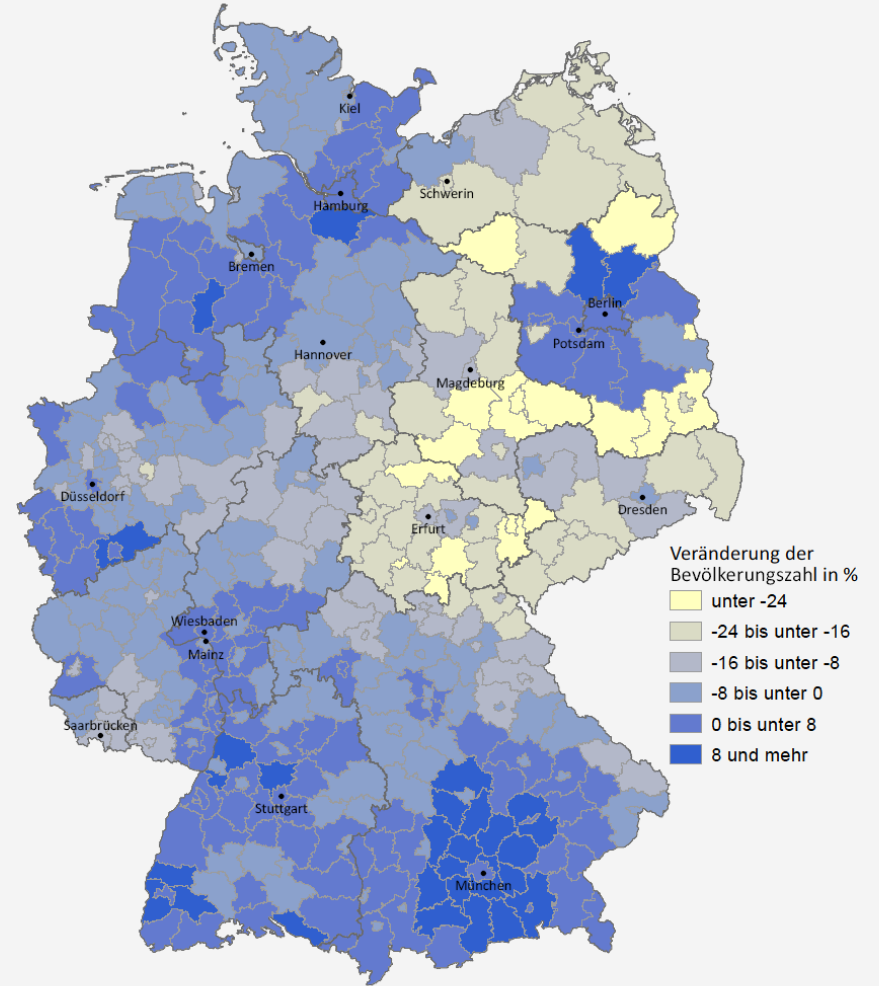 Kiel
Schwerin
Hamburg
Bremen
Berlin
Potsdam
Hannover
Magdeburg
Düsseldorf
Dresden
Erfurt
Wiesbaden
Mainz
Saarbrücken
Stuttgart
München
Veränderung der
Bevölkerungszahl in %
unter -24
-24 bis unter -16
-16 bis unter -8
-8 bis unter 0
0 bis unter 8
8 und mehr